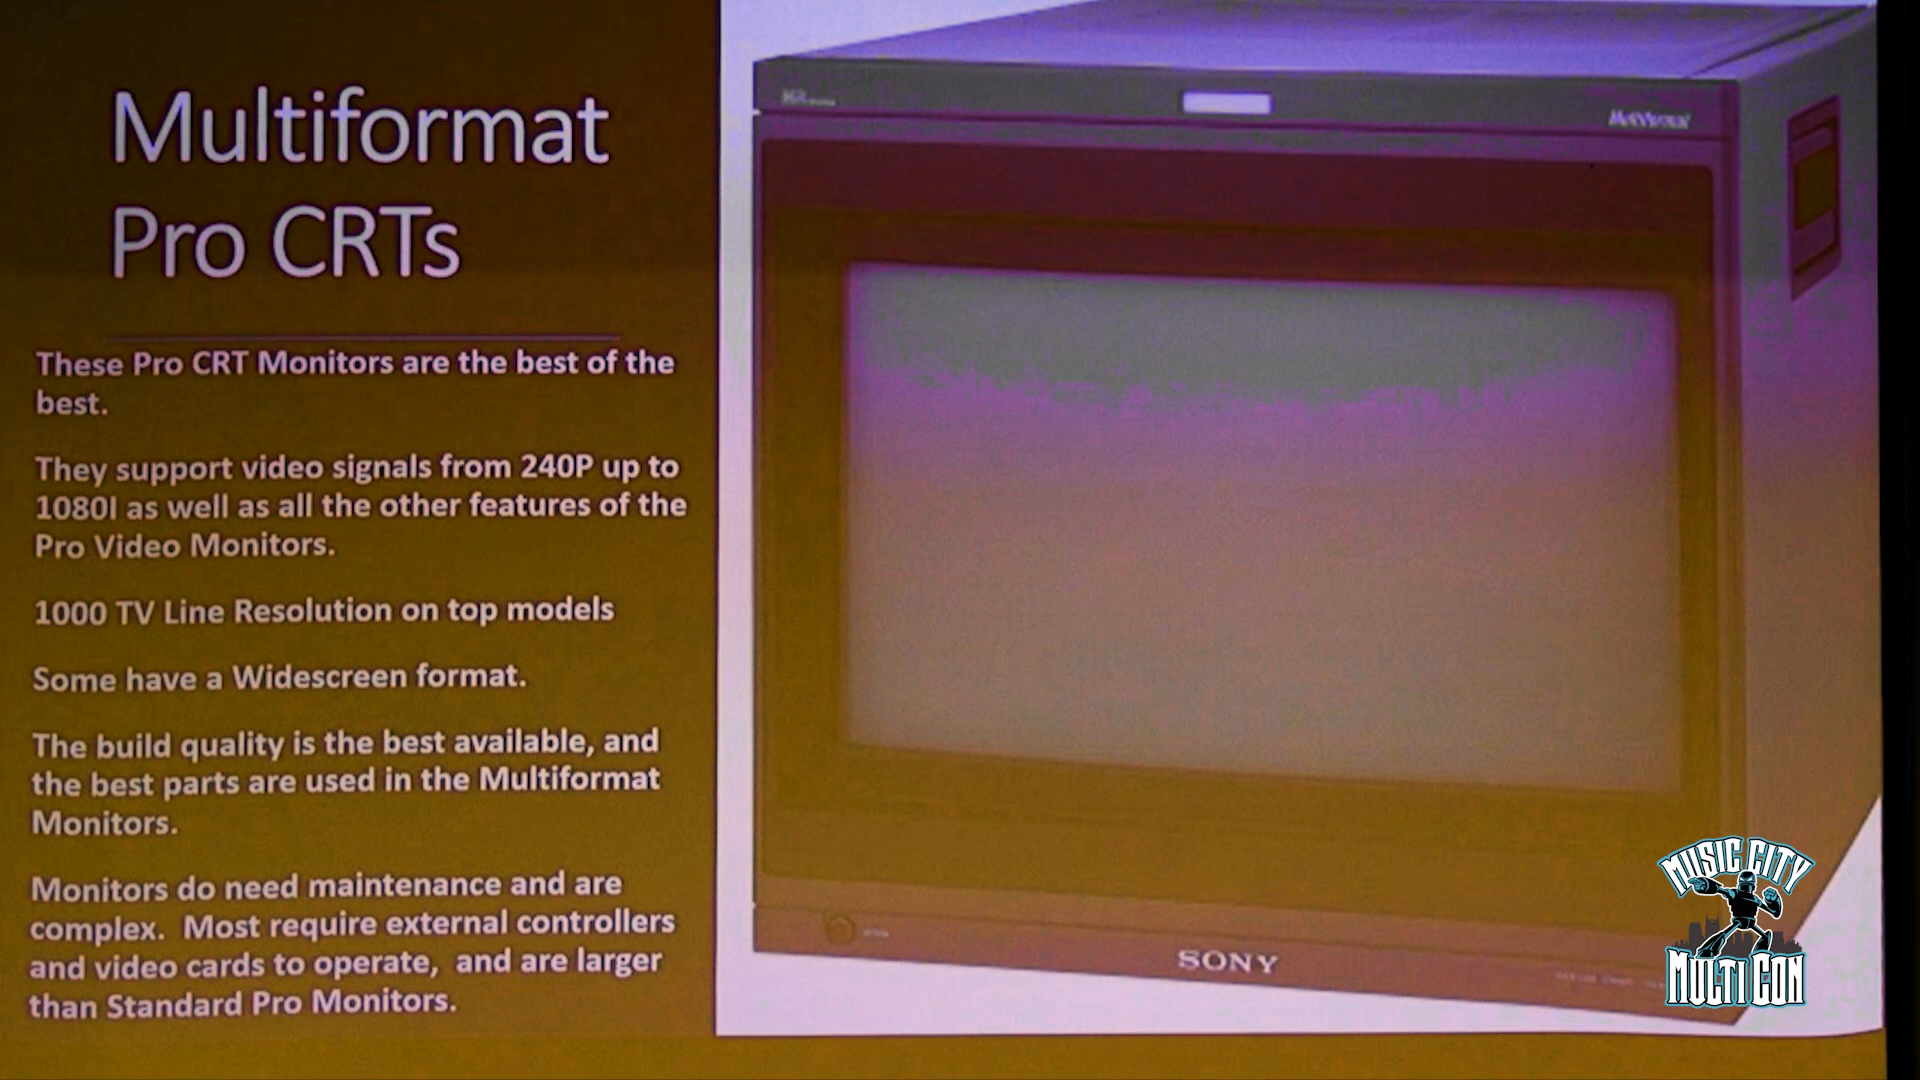 Multiformat
Pro CRTs
These Pro CRT Monitors are the best of the
best.
They support video signals from 240P up to
1080I as well as all the other features of the
Pro Video Monitors.
1000 TV Line Resolution on top models
Some have a Widescreen format.
The build quality is the best available, and
the best parts are used in the Multiformat
Monitors.
Monitors do need maintenance and are
complex. Most require external controllers
and video cards to operate, and are larger
than Standard Pro Monitors.
SONY
MUSIC CITY
MULTI CON